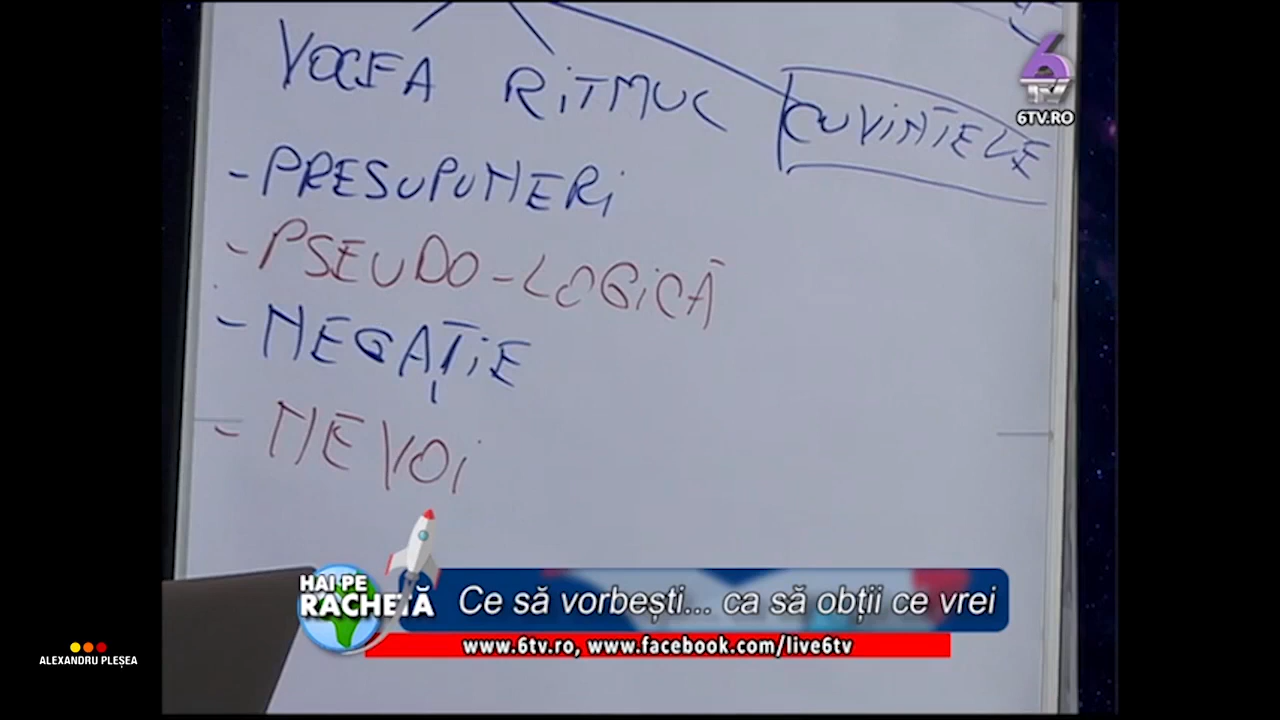 VOCEA RITMUL CUVINTELE
6TV
6TV.RO
- PRESUPUNERi
- PSEUDO-LOGiCĂ
- NEGAȚiE
- NEVOi
HAI PE
RACHETĂ
Ce să vorbești... ca să obții ce vrei
www.6tv.ro, www.facebook.com/live6tv
ALEXANDRU PLEȘEA